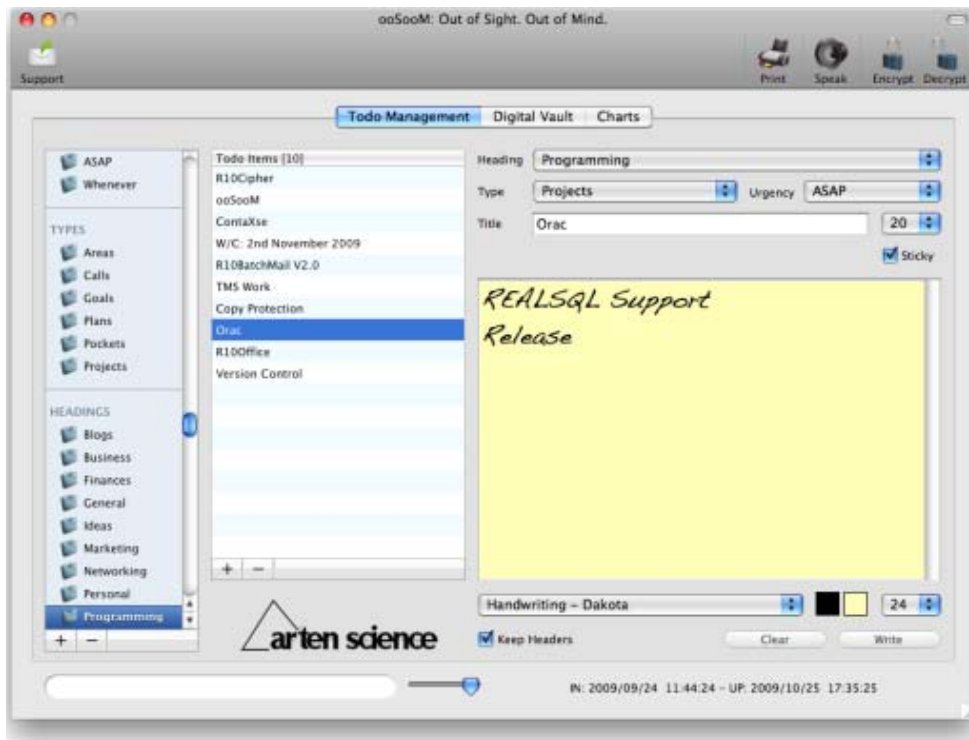 ooSooM: Out of Sight. Out of Mind.
Support
Print Speak Encrypt Decrypt
Todo Management Digital Vault Charts
ASAP
Whenever
TYPES
Areas
Calls
Goals
Plans
Pockets
Projects
HEADINGS
Blogs
Business
Finances
General
Ideas
Marketing
Networking
Personal
Programming
+ −
Todo Items [10]
R10Cipher
ooSooM
ContaXse
W/C: 2nd November 2009
R10BatchMail V2.0
TMS Work
Copy Protection
Orac
R10Office
Version Control
+ −
arten science
Heading Programming
Type Projects Urgency ASAP
Title Orac 20
Sticky
REALSQL Support
Release
Handwriting - Dakota 24
Keep Headers Clear Write
IN: 2009/09/24 11:44:24 - UP: 2009/10/25 17:35:25